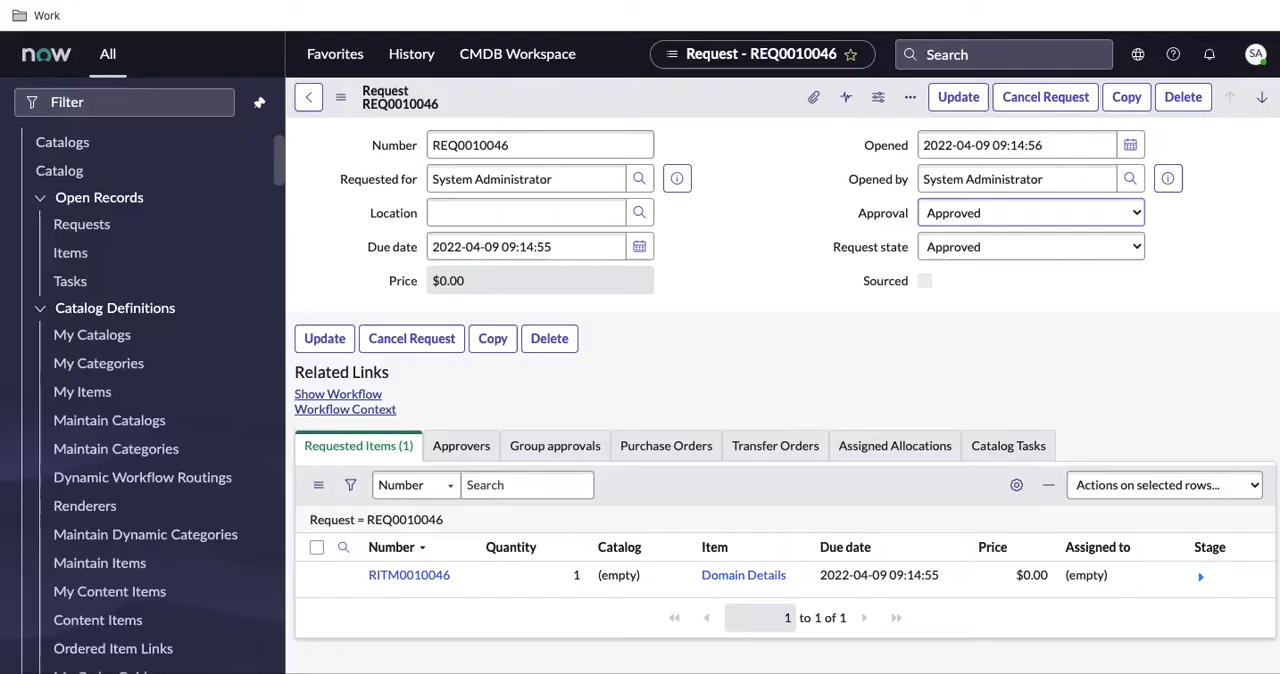 Work
now
All
Favorites
History
CMDB Workspace
Request - REQ0010046
Search
SA
Filter
Request
REQ0010046
Update
Cancel Request
Copy
Delete
Catalogs
Catalog
Open Records
Requests
Items
Tasks
Catalog Definitions
My Catalogs
My Categories
My Items
Maintain Catalogs
Maintain Categories
Dynamic Workflow Routings
Renderers
Maintain Dynamic Categories
Maintain Items
My Content Items
Content Items
Ordered Item Links
Number REQ0010046
Requested for System Administrator
Location
Due date 2022-04-09 09:14:55
Price $0.00
Opened 2022-04-09 09:14:56
Opened by System Administrator
Approval Approved
Request state Approved
Sourced
Update Cancel Request Copy Delete
Related Links
Show Workflow
Workflow Context
Requested Items (1) Approvers Group approvals Purchase Orders Transfer Orders Assigned Allocations Catalog Tasks
Number Search Actions on selected rows...
Request = REQ0010046
Number Quantity Catalog Item Due date Price Assigned to Stage
RITM0010046 1 (empty) Domain Details 2022-04-09 09:14:55 $0.00 (empty)
1 to 1 of 1